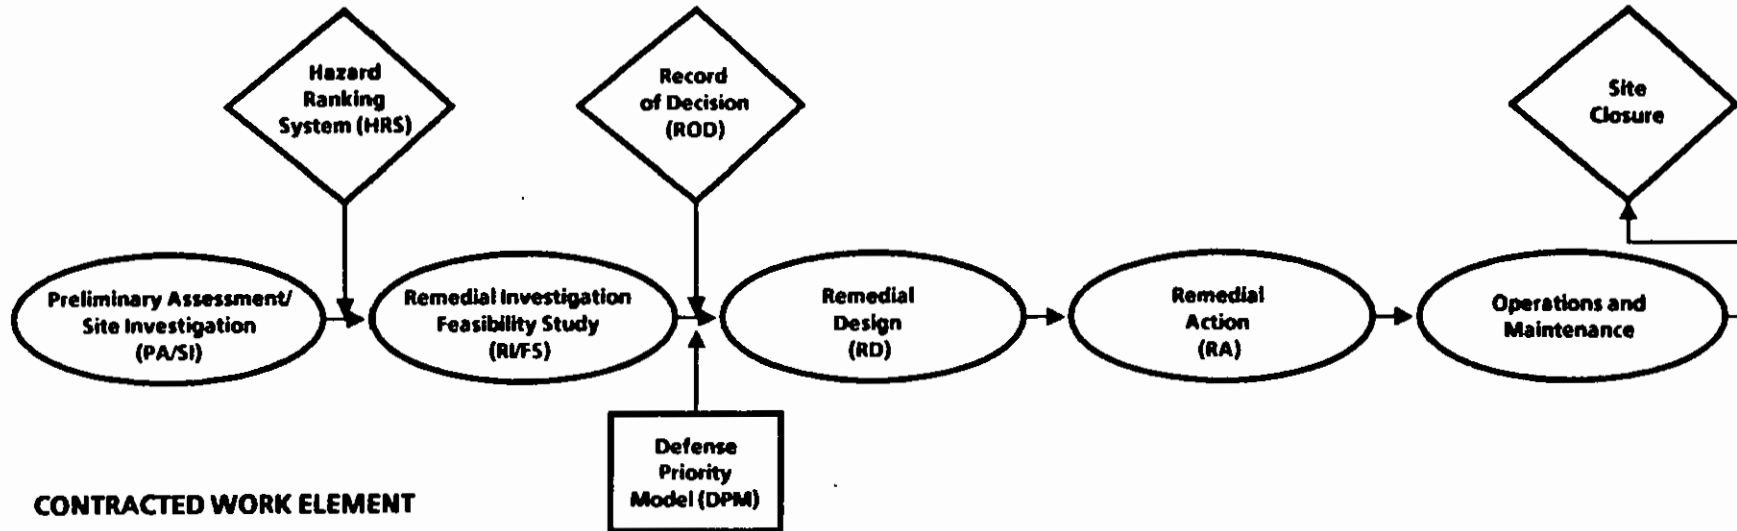 Hazard
Ranking
System (HRS)
Record
of Decision
(ROD)
Site
Closure
Preliminary Assessment/
Site Investigation
(PA/SI)
Remedial Investigation
Feasibility Study
(RI/FS)
Remedial
Design
(RD)
Remedial
Action
(RA)
Operations and
Maintenance
Defense
Priority
Model (DPM)
CONTRACTED WORK ELEMENT